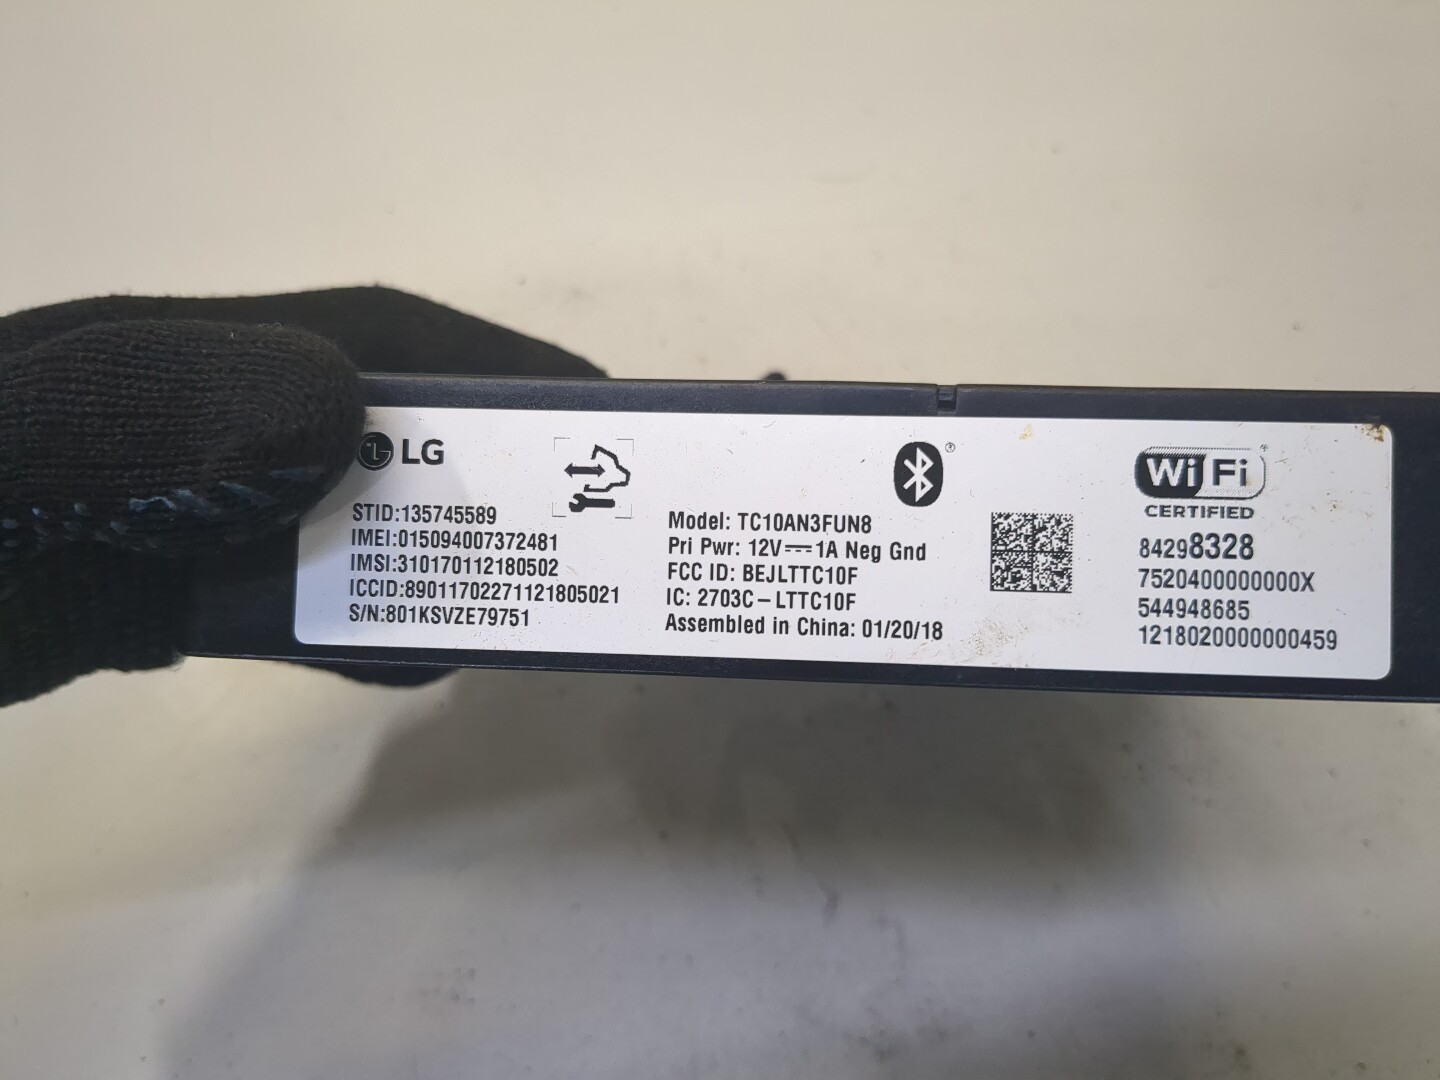 LG
STID:135745589
IMEI:015094007372481
IMSI:310170112180502
ICCID:89011702271121805021
S/N:801KSVZE79751
Model: TC10AN3FUN8
Pri Pwr: 12V⎓1A Neg Gnd
FCC ID: BEJLTTC10F
IC: 2703C-LTTC10F
Assembled in China: 01/20/18
®
Wi Fi
CERTIFIED
84298328
7520400000000X
544948685
1218020000000459